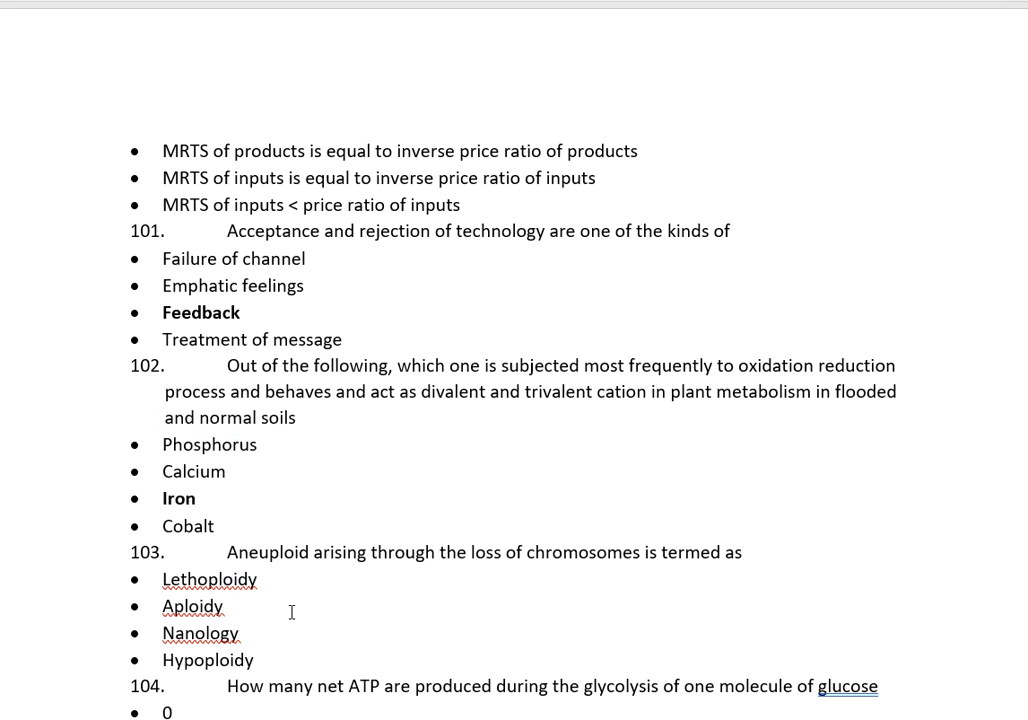 • MRTS of products is equal to inverse price ratio of products
• MRTS of inputs is equal to inverse price ratio of inputs
• MRTS of inputs < price ratio of inputs
101. Acceptance and rejection of technology are one of the kinds of
• Failure of channel
• Emphatic feelings
• Feedback
• Treatment of message
102. Out of the following, which one is subjected most frequently to oxidation reduction
process and behaves and act as divalent and trivalent cation in plant metabolism in flooded
and normal soils
• Phosphorus
• Calcium
• Iron
• Cobalt
103. Aneuploid arising through the loss of chromosomes is termed as
• Lethoploidy
• Aploidy
• Nanology
• Hypoploidy
104. How many net ATP are produced during the glycolysis of one molecule of glucose
• 0